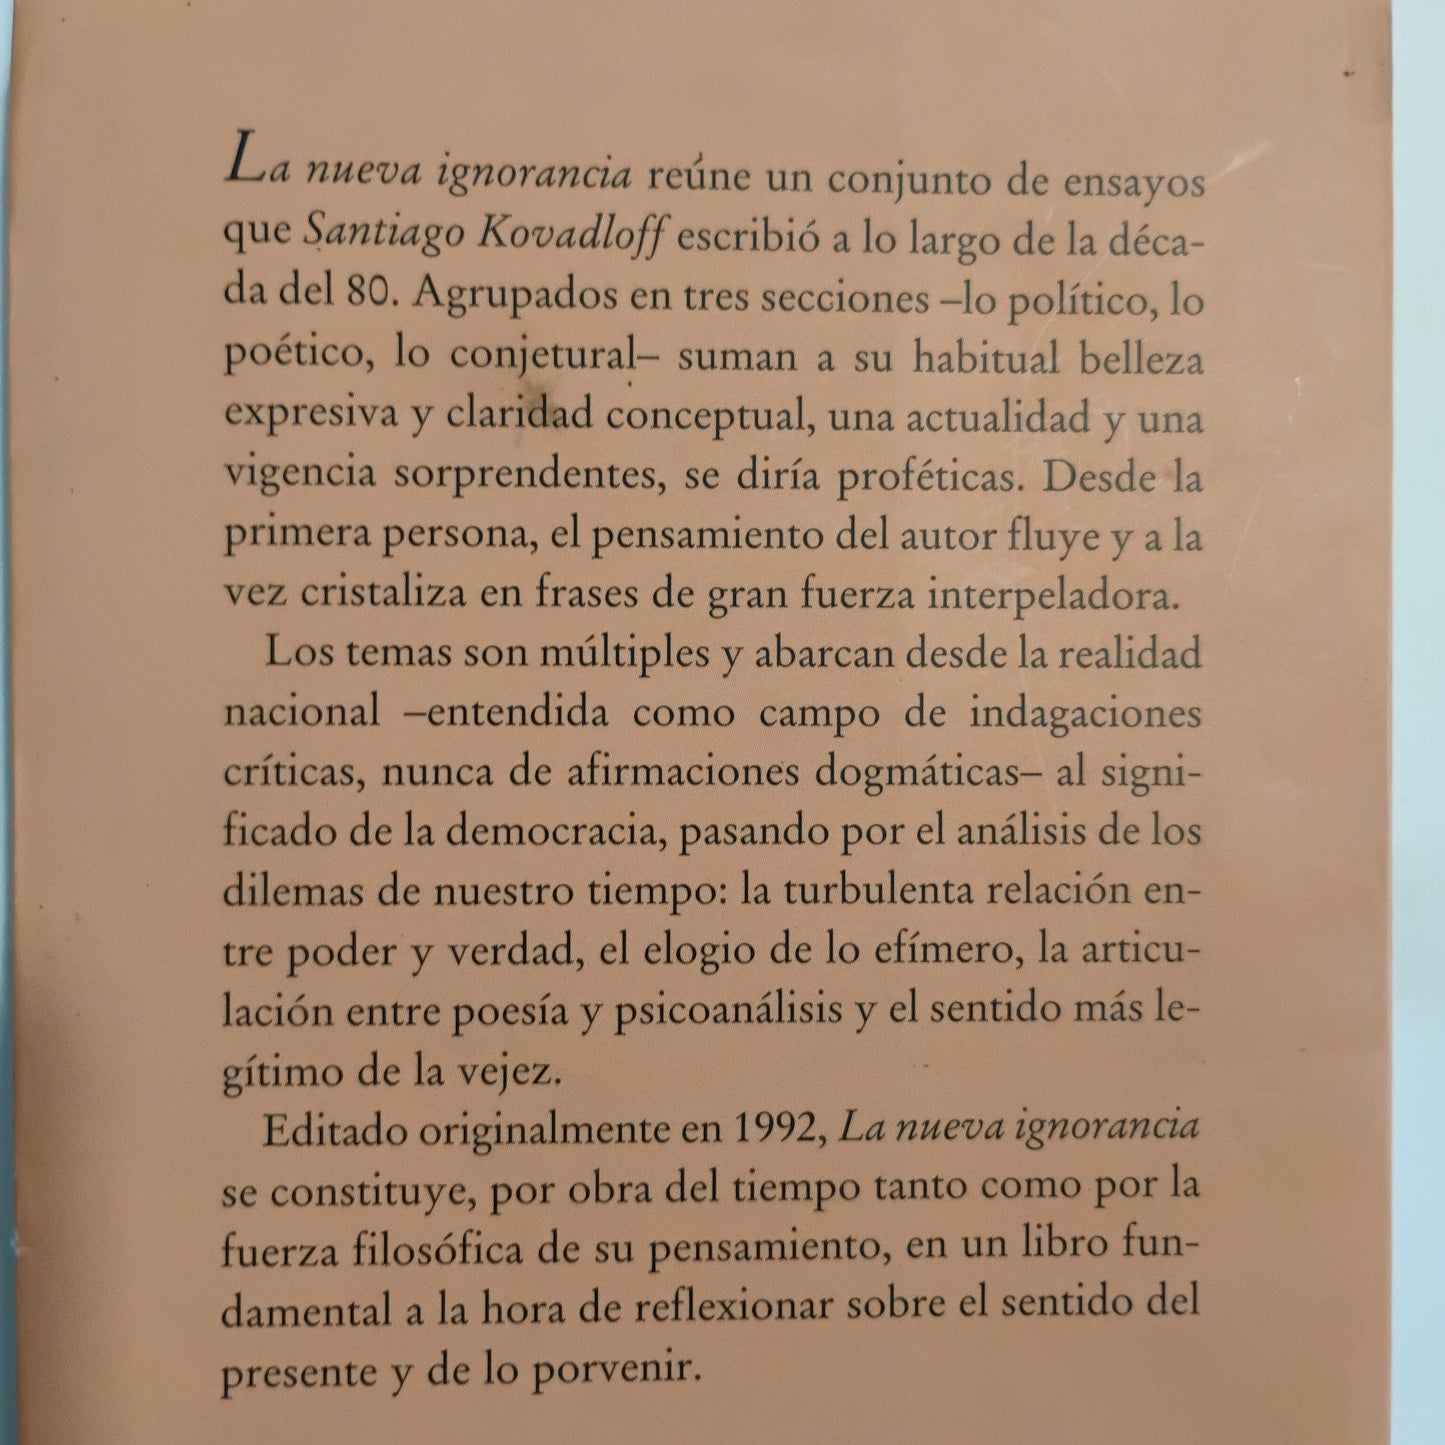 La nueva ignorancia reúne un conjunto de ensayos
que Santiago Kovadloff escribió a lo largo de la déca-
da del 80. Agrupados en tres secciones –lo político, lo
poético, lo conjetural– suman a su habitual belleza
expresiva y claridad conceptual, una actualidad y una
vigencia sorprendentes, se diría proféticas. Desde la
primera persona, el pensamiento del autor fluye y a la
vez cristaliza en frases de gran fuerza interpeladora.
Los temas son múltiples y abarcan desde la realidad
nacional –entendida como campo de indagaciones
críticas, nunca de afirmaciones dogmáticas– al signi-
ficado de la democracia, pasando por el análisis de los
dilemas de nuestro tiempo: la turbulenta relación en-
tre poder y verdad, el elogio de lo efímero, la articu-
lación entre poesía y psicoanálisis y el sentido más le-
gítimo de la vejez.
Editado originalmente en 1992, La nueva ignorancia
se constituye, por obra del tiempo tanto como por la
fuerza filosófica de su pensamiento, en un libro fun-
damental a la hora de reflexionar sobre el sentido del
presente y de lo porvenir.